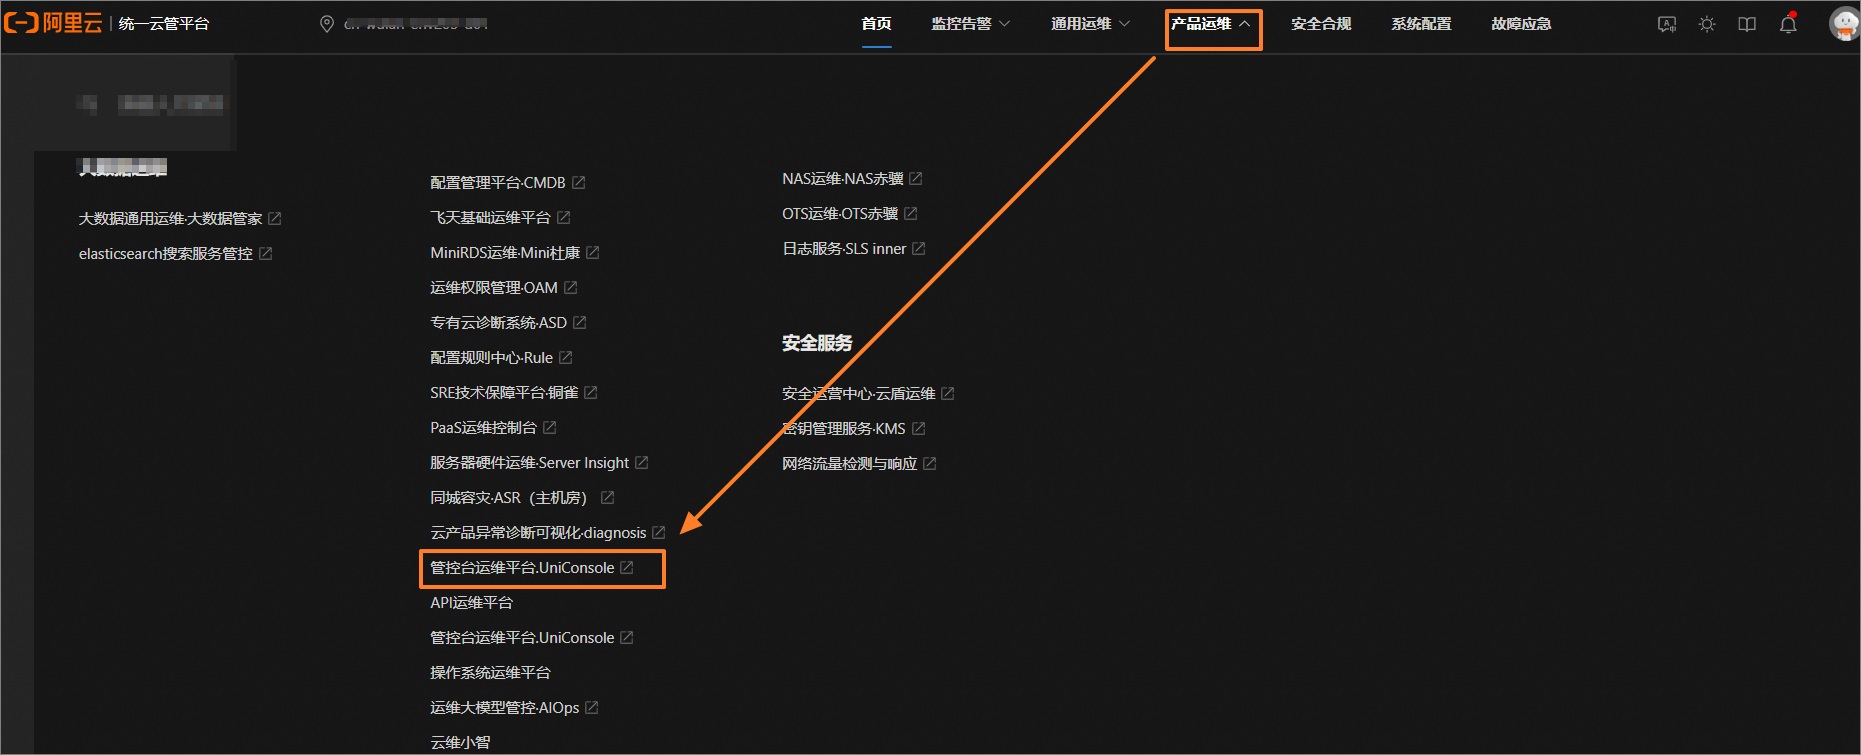 阿里云 | 统一云管平台 首页 监控告警 通用运维 产品运维 安全合规 系统配置 故障应急
大数据通用运维·大数据管家
elasticsearch搜索服务管控
配置管理平台·CMDB
飞天基础运维平台
MiniRDS运维·Mini杜康
运维权限管理·OAM
专有云诊断系统·ASD
配置规则中心·Rule
SRE技术保障平台·铜雀
PaaS运维控制台
服务器硬件运维·Server Insight
同城容灾·ASR（主机房）
云产品异常诊断可视化·diagnosis
管控台运维平台.UniConsole
API运维平台
管控台运维平台.UniConsole
操作系统运维平台
运维大模型管控·AIOps
云维小智
NAS运维·NAS赤骥
OTS运维·OTS赤骥
日志服务·SLS inner
安全服务
安全运营中心·云盾运维
密钥管理服务·KMS
网络流量检测与响应